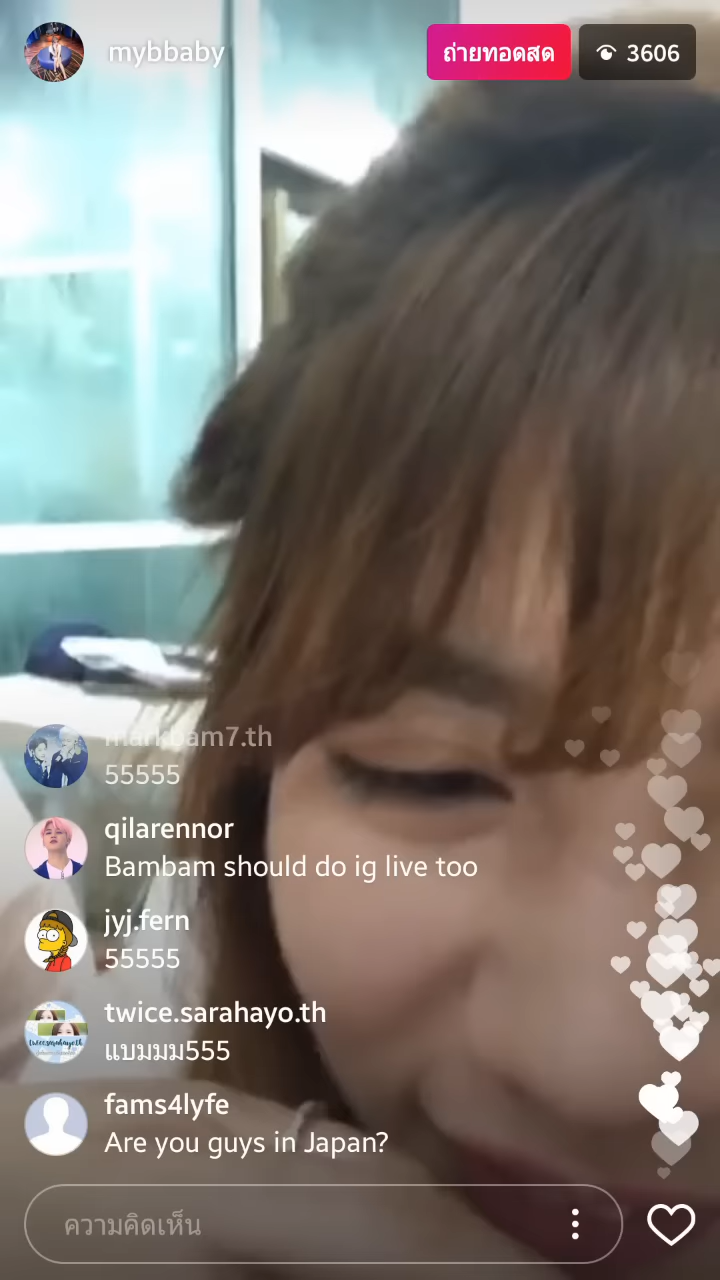 mybbaby
ถ่ายทอดสด
3606
markbam7.th
55555
qilarennor
Bambam should do ig live too
jyj.fern
55555
twice.sarahayo.th
แบมมม555
fams4lyfe
Are you guys in Japan?
ความคิดเห็น